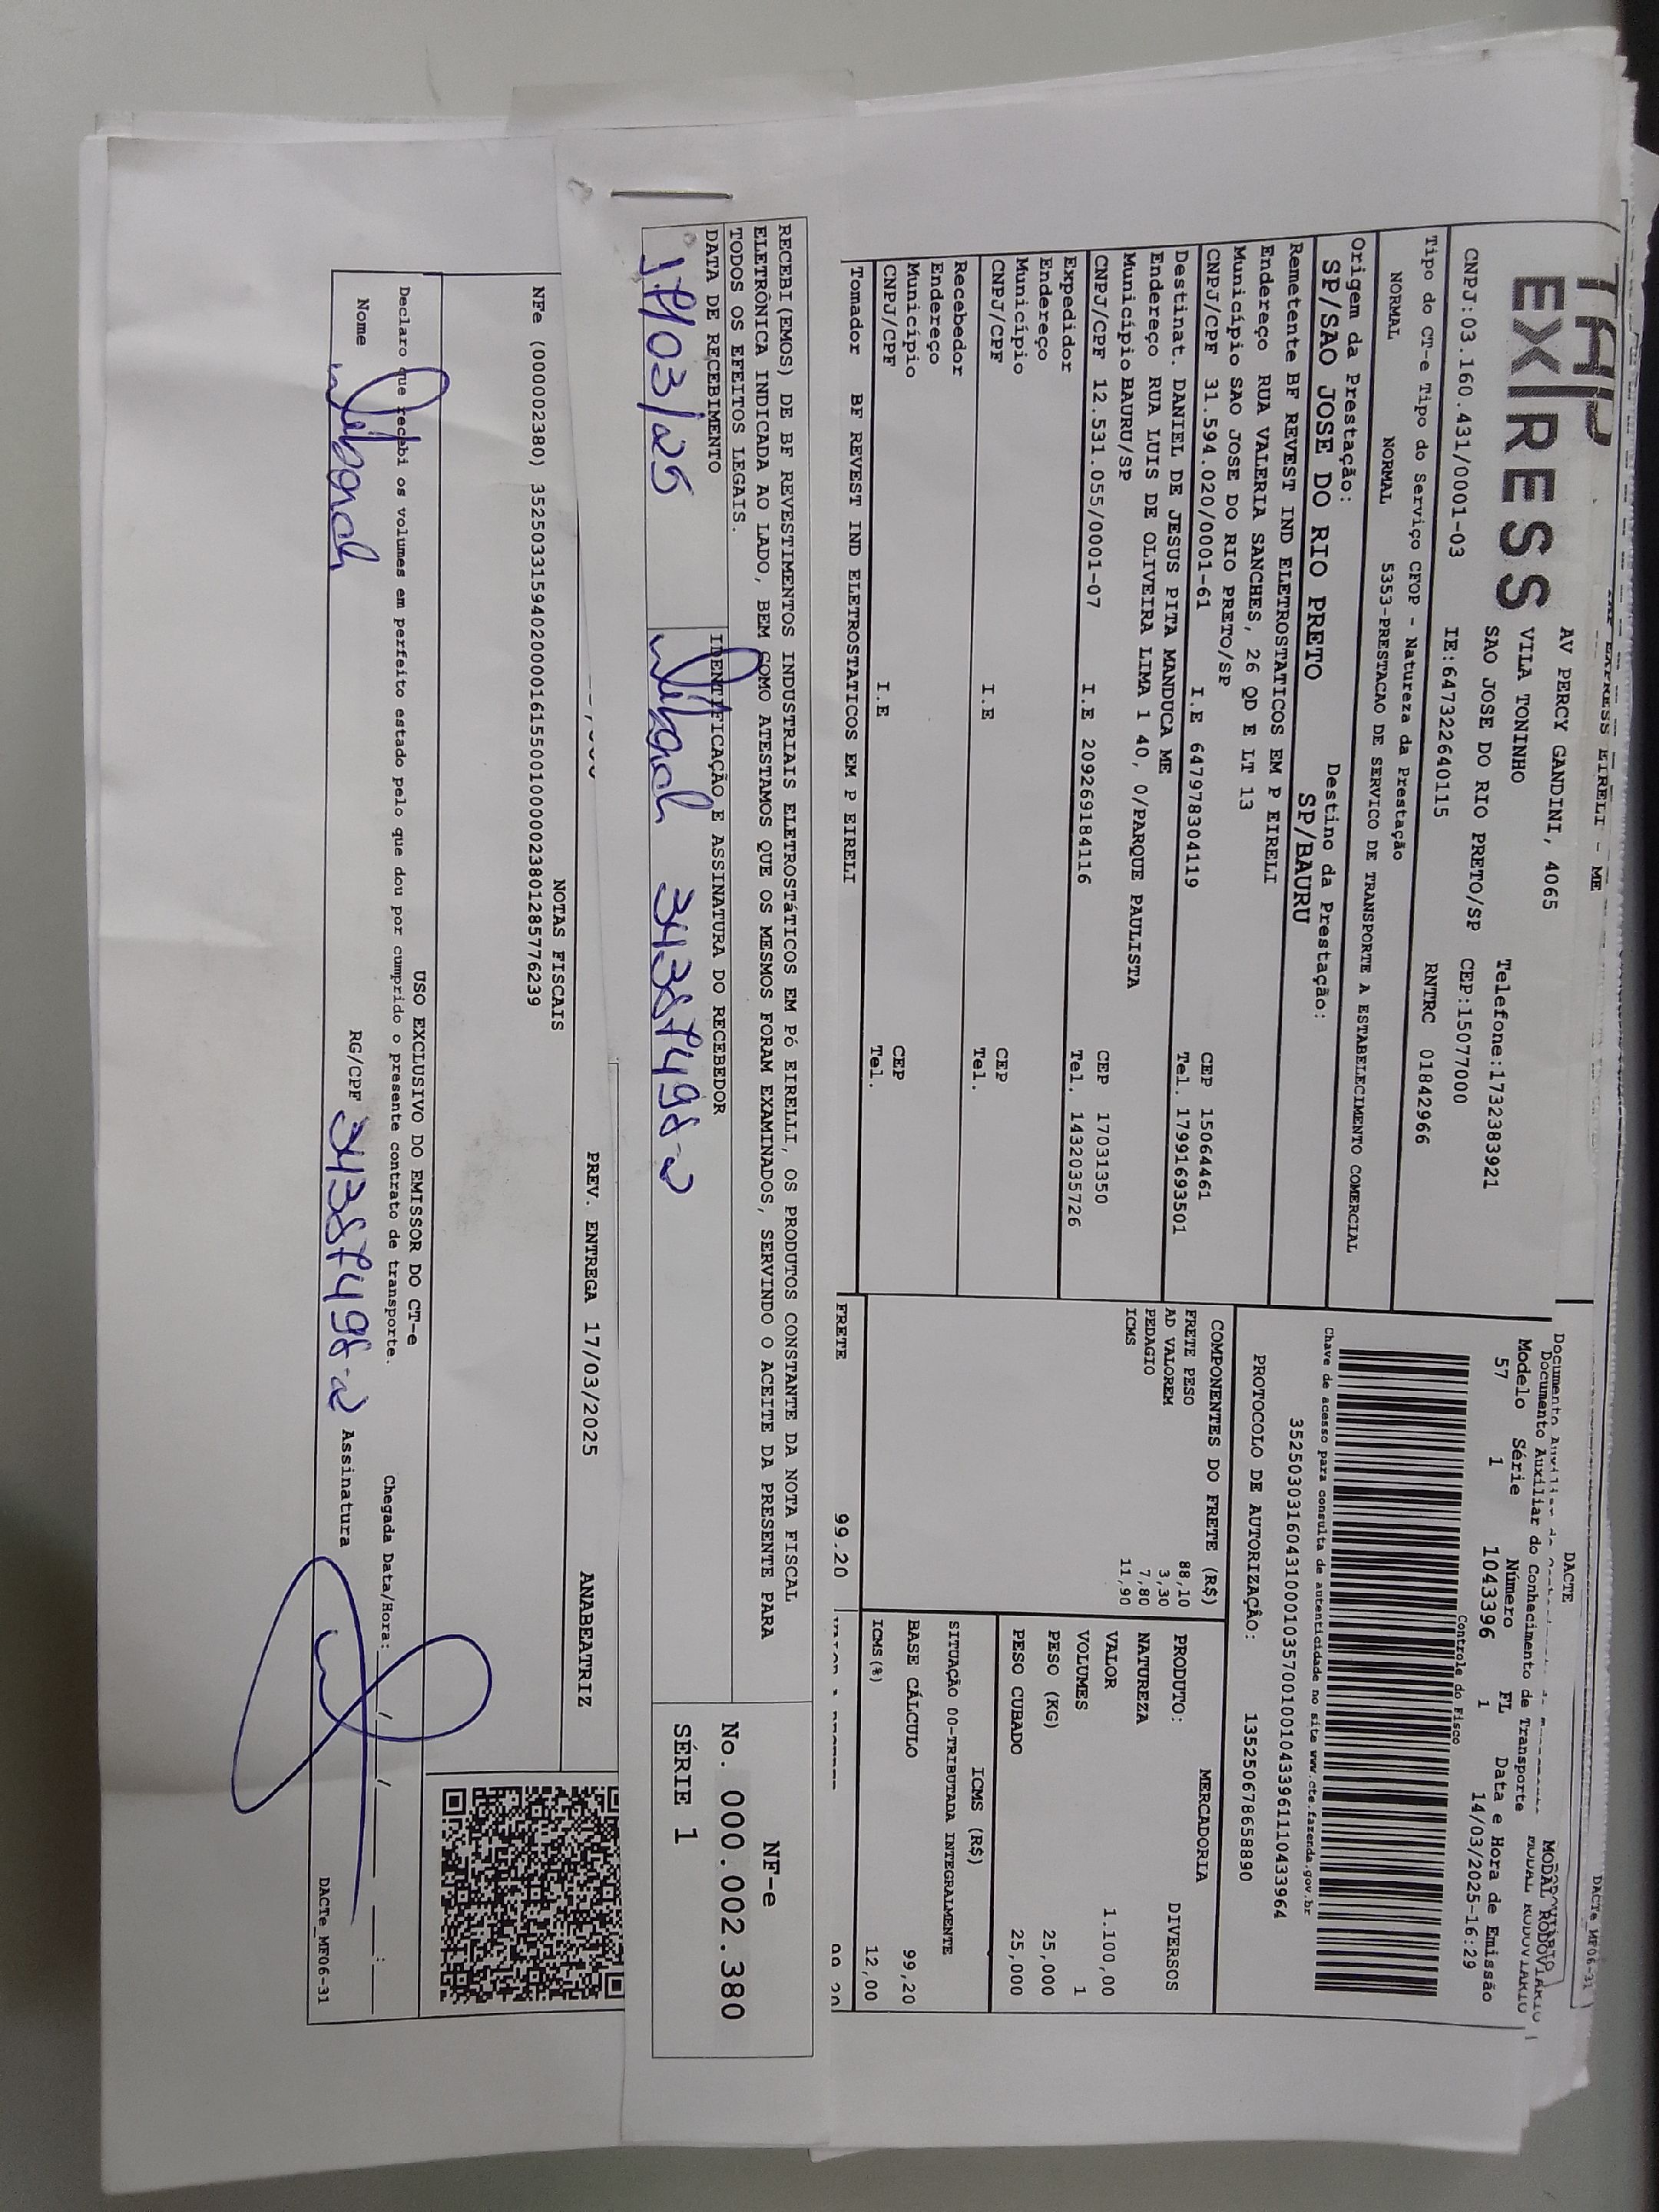 DACTe_MF06-31
EXPRESS EIRELI - ME
TAP
EXPRESS
AV PERCY GANDINI, 4065
VILA TONINHO
SAO JOSE DO RIO PRETO/SP
Telefone:1732383921
CEP:15077000
CNPJ:03.160.431/0001-03
IE:647322640115
RNTRC 01842966
DACTE
Documento Auxiliar do Conhecimento de Transporte
MODAL RODOVIÁRIO
Modelo Série Número FL Data e Hora de Emissão
57 1 1043396 1 14/03/2025-16:29
Controle do Fisco
Tipo do CT-e Tipo do Serviço CFOP - Natureza da Prestação
NORMAL NORMAL 5353-PRESTACAO DE SERVICO DE TRANSPORTE A ESTABELECIMENTO COMERCIAL
Chave de acesso para consulta de autenticidade no site www.cte.fazenda.gov.br
35250303160431000103570010010433961110433964
PROTOCOLO DE AUTORIZAÇÃO: 135250678658890
Origem da Prestação: Destino da Prestação:
SP/SAO JOSE DO RIO PRETO SP/BAURU
Remetente BF REVEST IND ELETROSTATICOS EM P EIRELI
Endereço RUA VALERIA SANCHES, 26 QD E LT 13
Município SAO JOSE DO RIO PRETO/SP CEP 15064461
CNPJ/CPF 31.594.020/0001-61 I.E 647978304119 Tel. 17991693501
Destinat. DANIEL DE JESUS PITA MANDUCA ME
Endereço RUA LUIS DE OLIVEIRA LIMA 1 40, 0/PARQUE PAULISTA
Município BAURU/SP CEP 17031350
CNPJ/CPF 12.531.055/0001-07 I.E 209269184116 Tel. 1432035726
Expedidor
Endereço
Município CEP
CNPJ/CPF I.E Tel.
Recebedor
Endereço
Município CEP
CNPJ/CPF I.E Tel.
Tomador BF REVEST IND ELETROSTATICOS EM P EIRELI
COMPONENTES DO FRETE (R$)
FRETE PESO 88,10
AD VALOREM 3,30
PEDAGIO 7,80
ICMS 11,90
MERCADORIA
PRODUTO: DIVERSOS
NATUREZA
VALOR 1.100,00
VOLUMES 1
PESO (KG) 25,000
PESO CUBADO 25,000
ICMS (R$)
SITUAÇÃO 00-TRIBUTADA INTEGRALMENTE
BASE CÁLCULO 99,20
ICMS(%) 12,00
FRETE 99.20
RECEBI (EMOS) DE BF REVESTIMENTOS INDUSTRIAIS ELETROSTáTICOS EM Pó EIRELLI, OS PRODUTOS CONSTANTE DA NOTA FISCAL
ELETRÔNICA INDICADA AO LADO, BEM COMO ATESTAMOS QUE OS MESMOS FORAM EXAMINADOS, SERVINDO O ACEITE DA PRESENTE PARA
TODOS OS EFEITOS LEGAIS.
DATA DE RECEBIMENTO IDENTIFICAÇÃO E ASSINATURA DO RECEBEDOR
17/03/25
NF-e
No. 000.002.380
SÉRIE 1
PREV. ENTREGA 17/03/2025 ANABEATRIZ
NOTAS FISCAIS
NFe (000002380) 35250331594020000161550010000023801285776239
USO EXCLUSIVO DO EMISSOR DO CT-e
Declaro que recebi os volumes em perfeito estado pelo que dou por cumprido o presente contrato de transporte. Chegada Data/Hora: / / :
Nome RG/CPF Assinatura
DACTe_MF06-31